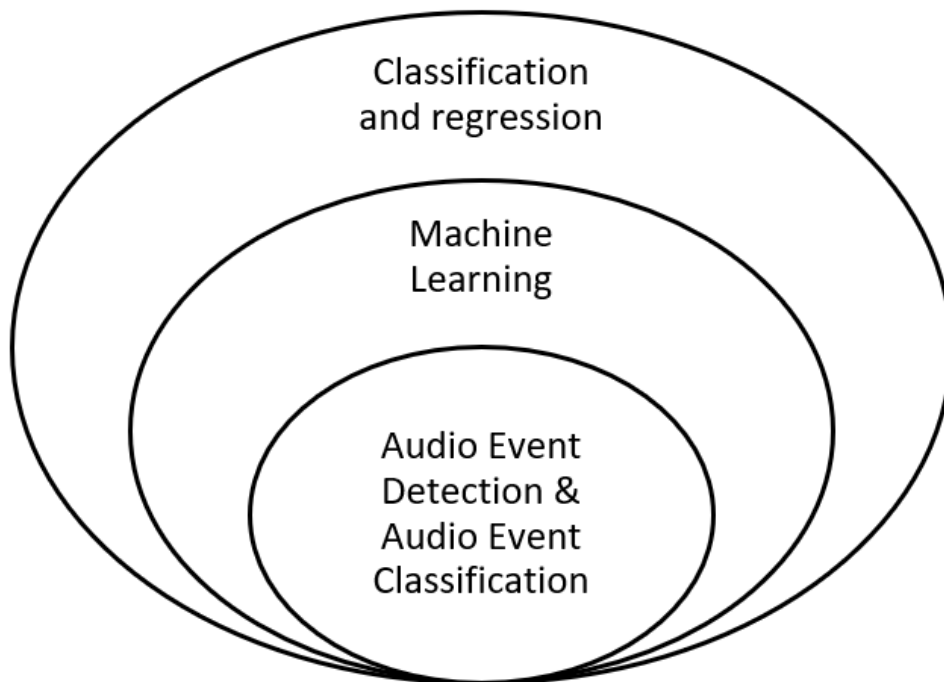 Classification
and regression
Machine
Learning
Audio Event
Detection &
Audio Event
Classification